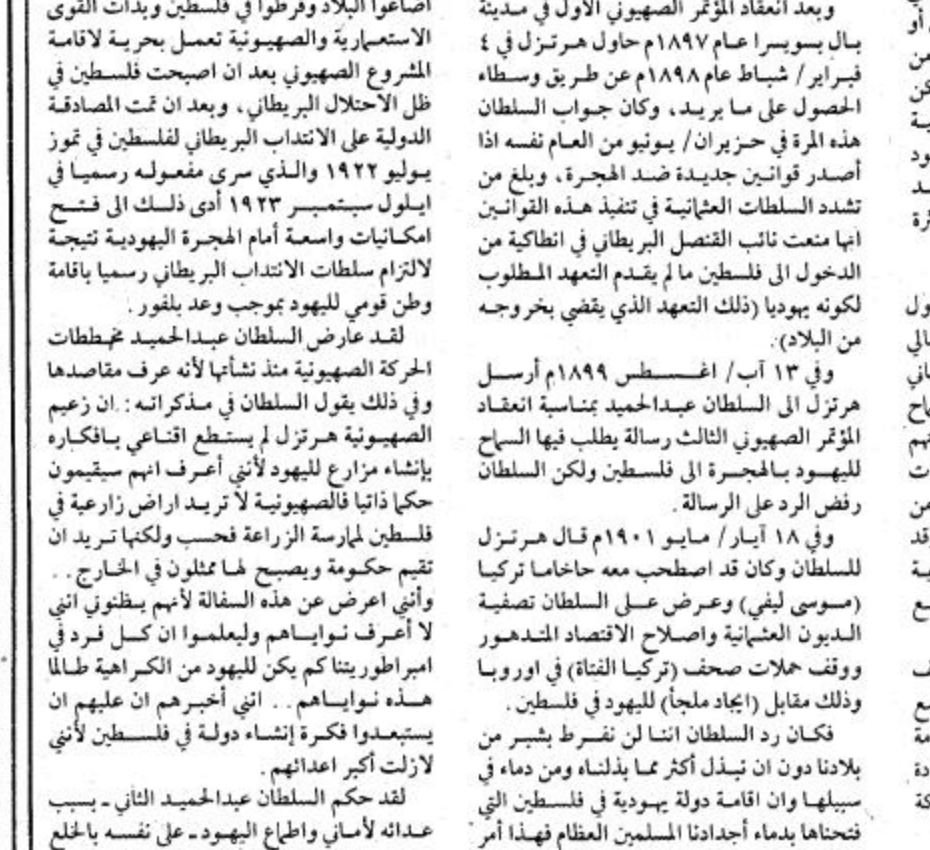 وبعد انعقاد المؤتمر الصهيوني الاول في مدينة
بال بسويسرا عام ١٨٩٧م حاول هرتزل في ٤
فبراير/ شباط عام ١٨٩٨م عن طريق وسطاء
الحصول على ما يريد، وكان جواب السلطان
هذه المرة في حزيران/ يونيو من العام نفسه اذا
أصدر قوانين جديدة ضد الهجرة، وبلغ من
تشدد السلطات العثمانية في تنفيذ هذه القوانين
انها منعت نائب القنصل البريطاني في انطاكية من
الدخول الى فلسطين ما لم يقدم التعهد المطلوب
لكونه يهوديا (ذلك التعهد الذي يقضي بخروجه
من البلاد).
وفي ١٣ آب/ اغسطس ١٨٩٩م أرسل
هرتزل الى السلطان عبدالحميد بمناسبة انعقاد
المؤتمر الصهيوني الثالث رسالة يطلب فيها السماح
لليهود بالهجرة الى فلسطين ولكن السلطان
رفض الرد على الرسالة.
وفي ١٨ آيار/ مايو ١٩٠١م قال هرتزل
للسلطان وكان قد اصطحب معه حاخاما تركيا
(موسى ليفي) وعرض على السلطان تصفية
الديون العثمانية واصلاح الاقتصاد المتدهور
ووقف حملات صحف (تركيا الفتاة) في اوروبا
وذلك مقابل (ايجاد ملجأ) لليهود في فلسطين.
فكان رد السلطان اننا لن نفرط بشبر من
بلادنا دون ان نبذل أكثر مما بذلناه ومن دماء في
سبيلها وان اقامة دولة يهودية في فلسطين التي
فتحناها بدماء أجدادنا المسلمين العظام فهذا أمر
اضاعوا البلاد وفرطوا في فلسطين وبدأت القوى
الاستعمارية والصهيونية تعمل بحرية لاقامة
المشروع الصهيوني بعد ان اصبحت فلسطين في
ظل الاحتلال البريطاني، وبعد ان تمت المصادقة
الدولية على الانتداب البريطاني لفلسطين في تموز
يوليو ١٩٢٢ والذي سرى مفعوله رسميا في
ايلول سبتمبر ١٩٢٣ أدى ذلك الى فتح
امكانيات واسعة أمام الهجرة اليهودية نتيجة
لالتزام سلطات الانتداب البريطاني رسميا باقامة
وطن قومي لليهود بموجب وعد بلفور.
لقد عارض السلطان عبدالحميد مخططات
الحركة الصهيونية منذ نشأتها لأنه عرف مقاصدها
وفي ذلك يقول السلطان في مذكراته: ان زعيم
الصهيونية هرتزل لم يستطع اقناعي بافكاره
بإنشاء مزارع لليهود لأنني أعرف انهم سيقيمون
حكما ذاتيا فالصهيونية لا تريد اراض زارعية في
فلسطين لممارسة الزراعة فحسب ولكنها تريد ان
تقيم حكومة ويصبح لها ممثلون في الخارج..
وأنني اعرض عن هذه السفالة لأنهم يظنوني انني
لا أعرف نواياهم وليعلموا ان كل فرد في
امبراطوريتنا كم يكن لليهود من الكراهية طالما
هذه نواياهم.. انني أخبرهم ان عليهم ان
يستبعدوا فكرة إنشاء دولة في فلسطين لأنني
لازلت أكبر اعدائهم.
لقد حكم السلطان عبدالحميد الثاني - بسبب
عدائه لأماني واطماع اليهود - على نفسه بالخلع